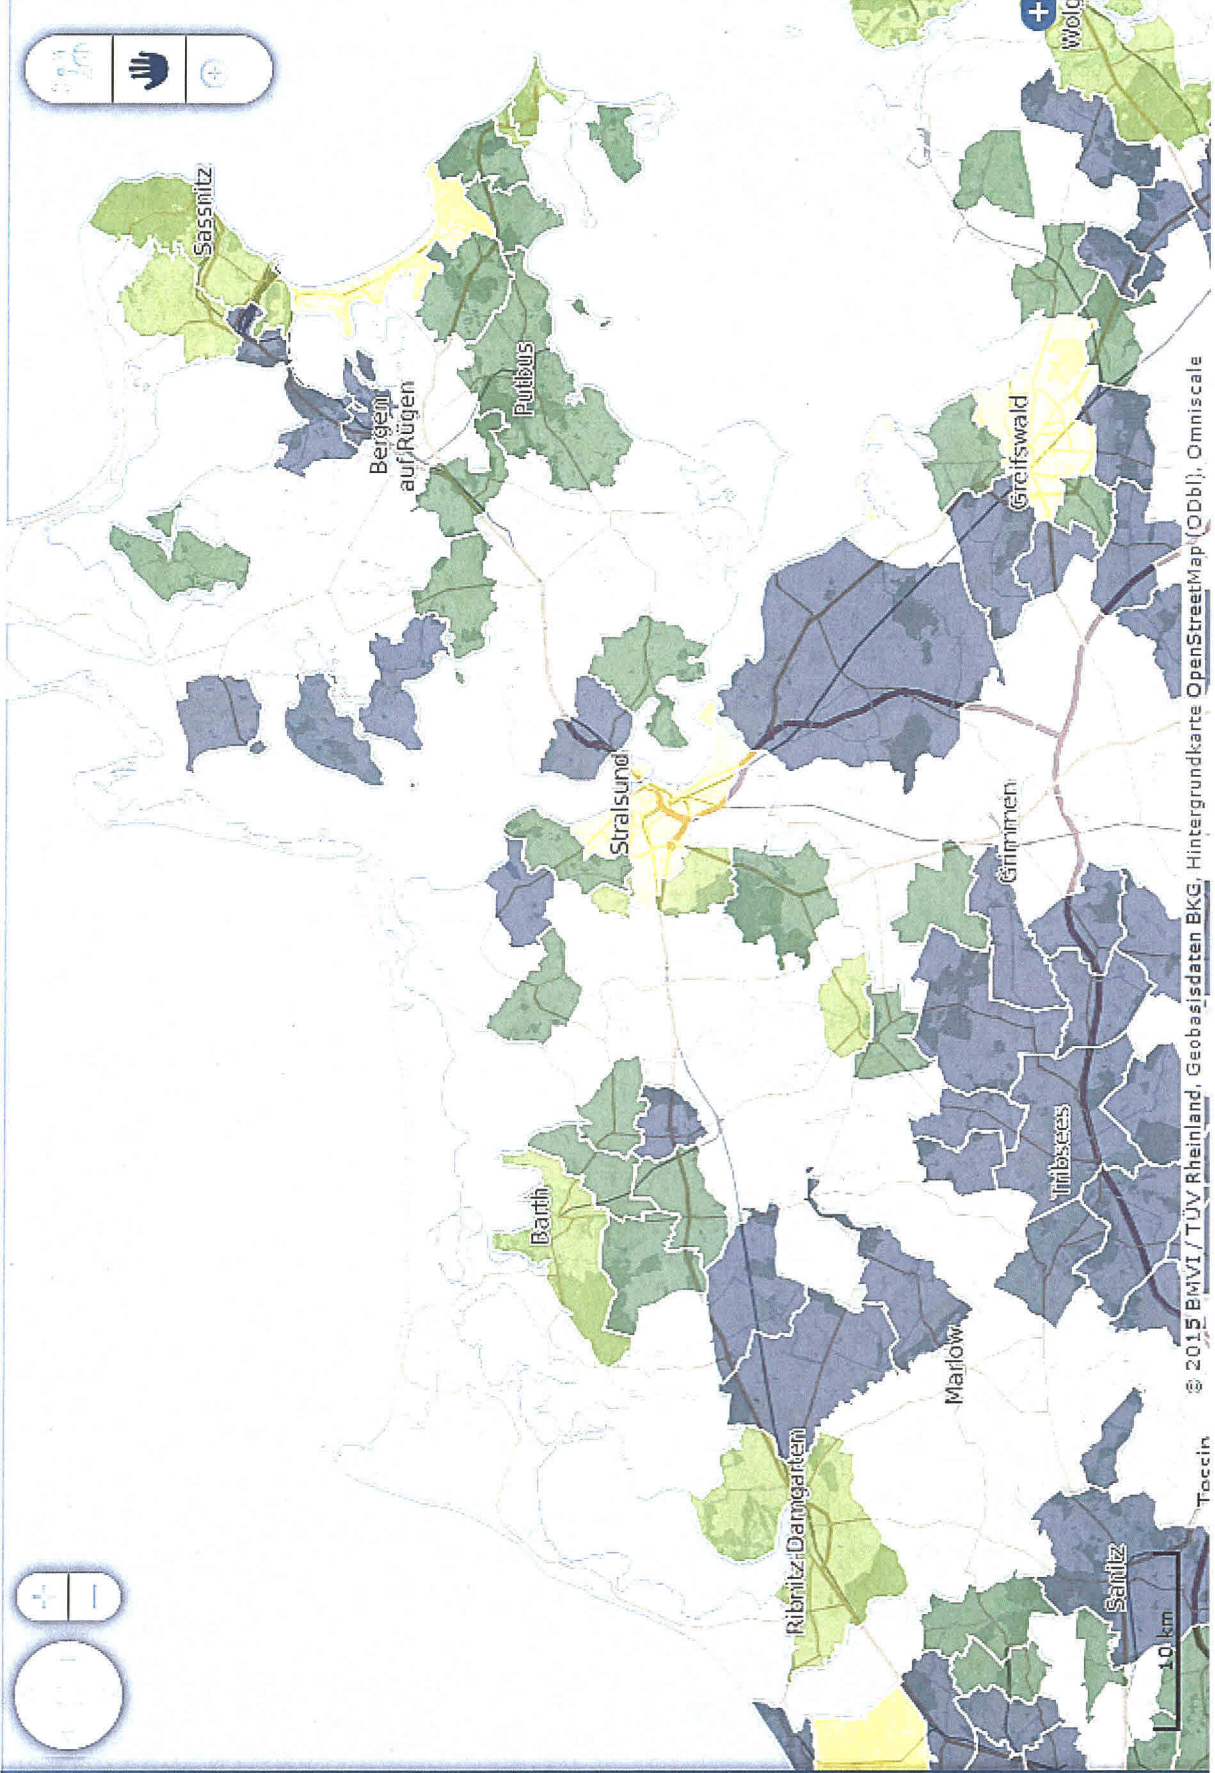 Sassnitz
Bergen
auf Rügen
Putbus
Stralsund
Greifswald
Grimmen
Barth
Tribsees
Marlow
Ribnitz-Damgarten
Sanitz
10 km
© 2015 BMVI / TÜV Rheinland, Geobasisdaten BKG, Hintergrundkarte OpenStreetMap (ODbl), Omniscale